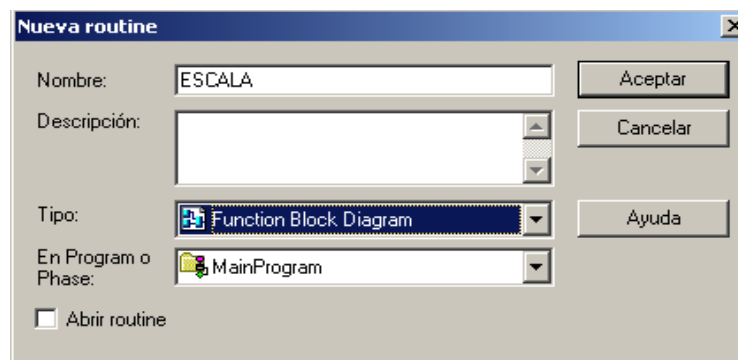 Nueva routine
Nombre: ESCALA Aceptar
Descripción: Cancelar
Tipo: Function Block Diagram Ayuda
En Program o
Phase: MainProgram
Abrir routine